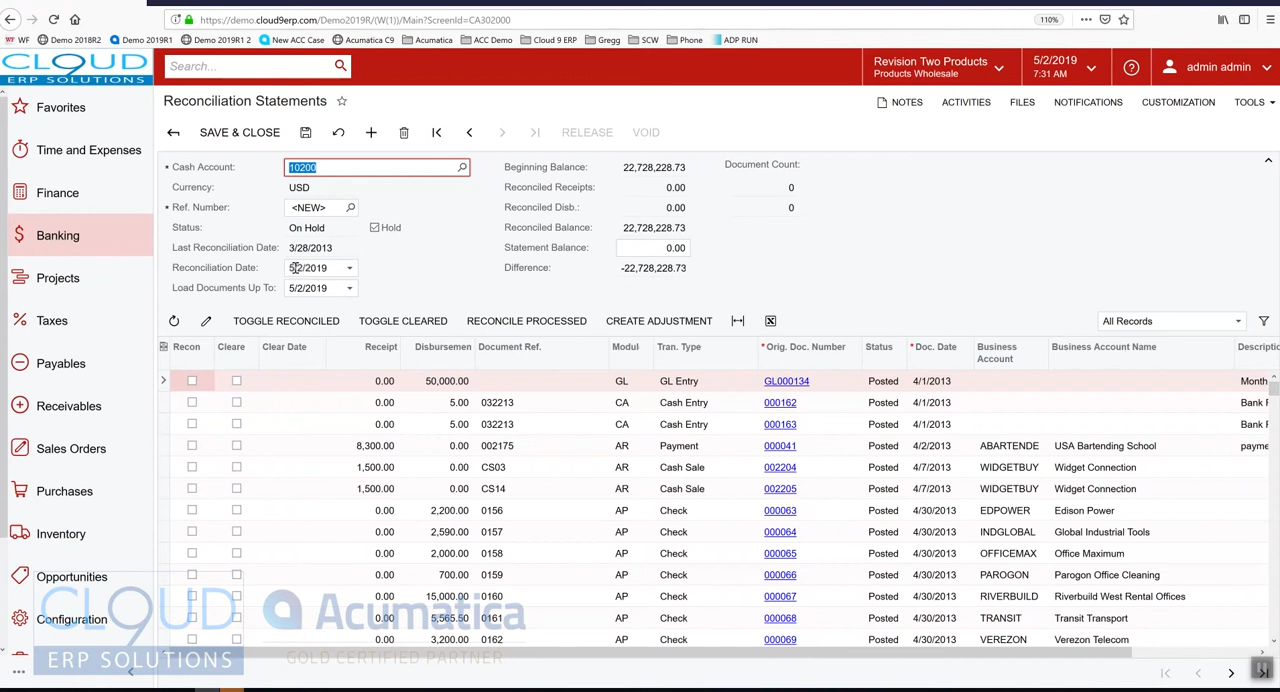 https://demo.cloud9erp.com/Demo2019R/(W(1))/Main?ScreenId=CA302000
110%
WF Demo 2018R2 Demo 2019R1 Demo 2019R1 2 New ACC Case Acumatica C9 Acumatica ACC Demo Cloud 9 ERP Gregg SCW Phone ADP RUN
CLOUD9
ERP SOLUTIONS
Search...
Revision Two Products
Products Wholesale
5/2/2019
7:31 AM
admin admin
Favorites
Time and Expenses
Finance
Banking
Projects
Taxes
Payables
Receivables
Sales Orders
Purchases
Inventory
Opportunities
Configuration
Reconciliation Statements
NOTES ACTIVITIES FILES NOTIFICATIONS CUSTOMIZATION TOOLS
SAVE & CLOSE RELEASE VOID
Cash Account: 10200
Currency: USD
Ref. Number: <NEW>
Status: On Hold Hold
Last Reconciliation Date: 3/28/2013
Reconciliation Date: 5/2/2019
Load Documents Up To: 5/2/2019
Beginning Balance: 22,728,228.73
Reconciled Receipts: 0.00
Reconciled Disb.: 0.00
Reconciled Balance: 22,728,228.73
Statement Balance: 0.00
Difference: -22,728,228.73
Document Count:
0
0
TOGGLE RECONCILED TOGGLE CLEARED RECONCILE PROCESSED CREATE ADJUSTMENT All Records
Recon Cleare Clear Date Receipt Disbursemen Document Ref. Modul Tran. Type *Orig. Doc. Number Status *Doc. Date Business Account Business Account Name Descriptic
0.00 50,000.00 GL GL Entry GL000134 Posted 4/1/2013 Month
0.00 5.00 032213 CA Cash Entry 000162 Posted 4/1/2013 Bank F
0.00 5.00 032213 CA Cash Entry 000163 Posted 4/1/2013 Bank F
8,300.00 0.00 002175 AR Payment 000041 Posted 4/2/2013 ABARTENDE USA Bartending School payme
1,500.00 0.00 CS03 AR Cash Sale 002204 Posted 4/7/2013 WIDGETBUY Widget Connection
1,500.00 0.00 CS14 AR Cash Sale 002205 Posted 4/7/2013 WIDGETBUY Widget Connection
0.00 2,200.00 0156 AP Check 000063 Posted 4/30/2013 EDPOWER Edison Power
0.00 2,590.00 0157 AP Check 000064 Posted 4/30/2013 INDGLOBAL Global Industrial Tools
0.00 2,000.00 0158 AP Check 000065 Posted 4/30/2013 OFFICEMAX Office Maximum
0.00 700.00 0159 AP Check 000066 Posted 4/30/2013 PAROGON Parogon Office Cleaning
0.00 15,000.00 0160 AP Check 000067 Posted 4/30/2013 RIVERBUILD Riverbuild West Rental Offices
0.00 5,565.50 0161 AP Check 000068 Posted 4/30/2013 TRANSIT Transit Transport
0.00 3,200.00 0162 AP Check 000069 Posted 4/30/2013 VEREZON Verezon Telecom
CLOUD9
ERP SOLUTIONS
Acumatica
GOLD CERTIFIED PARTNER